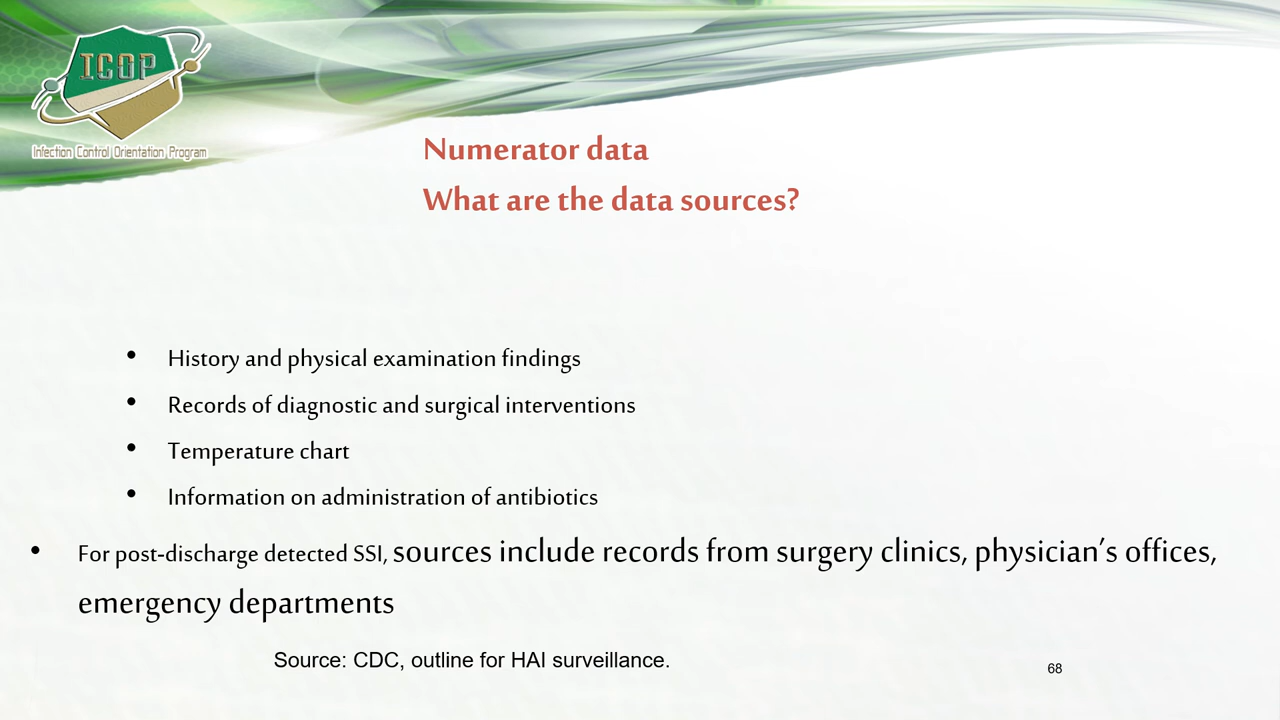 ICOP
Infection Control Orientation Program
Numerator data
What are the data sources?
• History and physical examination findings
• Records of diagnostic and surgical interventions
• Temperature chart
• Information on administration of antibiotics
• For post-discharge detected SSI, sources include records from surgery clinics, physician’s offices,
emergency departments
Source: CDC, outline for HAI surveillance.
68